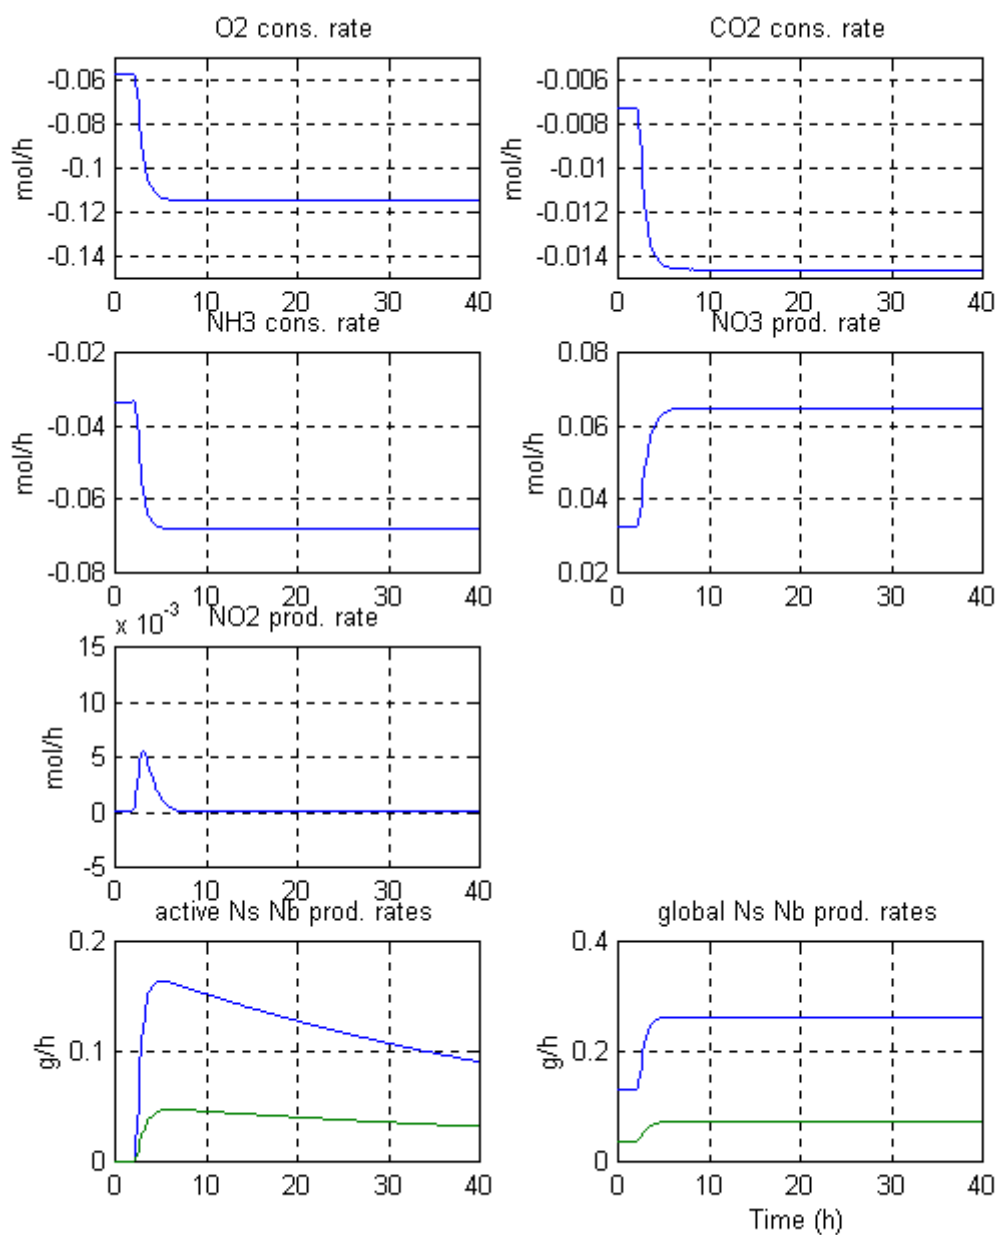 O2 cons. rate
-0.06
-0.08
-0.1
-0.12
-0.14
mol/h
0 10 20 30 40
CO2 cons. rate
-0.006
-0.008
-0.01
-0.012
-0.014
mol/h
0 10 20 30 40
NH3 cons. rate
-0.02
-0.04
-0.06
-0.08
mol/h
0 10 20 30 40
NO3 prod. rate
0.08
0.06
0.04
0.02
mol/h
0 10 20 30 40
x 10^-3 NO2 prod. rate
15
10
5
0
-5
mol/h
0 10 20 30 40
active Ns Nb prod. rates
0.2
0.1
0
g/h
0 10 20 30 40
global Ns Nb prod. rates
0.4
0.2
0
g/h
0 10 20 30 40
Time (h)